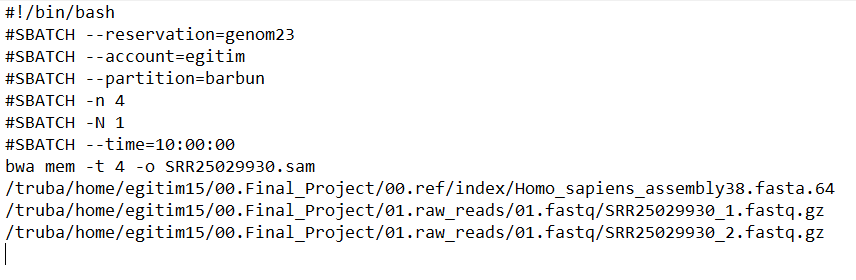 #!/bin/bash
#SBATCH --reservation=genom23
#SBATCH --account=egitim
#SBATCH --partition=barbun
#SBATCH -n 4
#SBATCH -N 1
#SBATCH --time=10:00:00
bwa mem -t 4 -o SRR25029930.sam
/truba/home/egitim15/00.Final_Project/00.ref/index/Homo_sapiens_assembly38.fasta.64
/truba/home/egitim15/00.Final_Project/01.raw_reads/01.fastq/SRR25029930_1.fastq.gz
/truba/home/egitim15/00.Final_Project/01.raw_reads/01.fastq/SRR25029930_2.fastq.gz